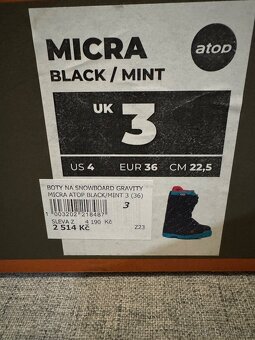 MICRA
atop
BLACK / MINT
UK 3
US 4 EUR 36 CM 22,5
BOTY NA SNOWBOARD GRAVITY
MICRA ATOP BLACK/MINT 3 (36)
3
1003202218487
SLEVA Z 4 190 Kč
2 514 Kč
Z23